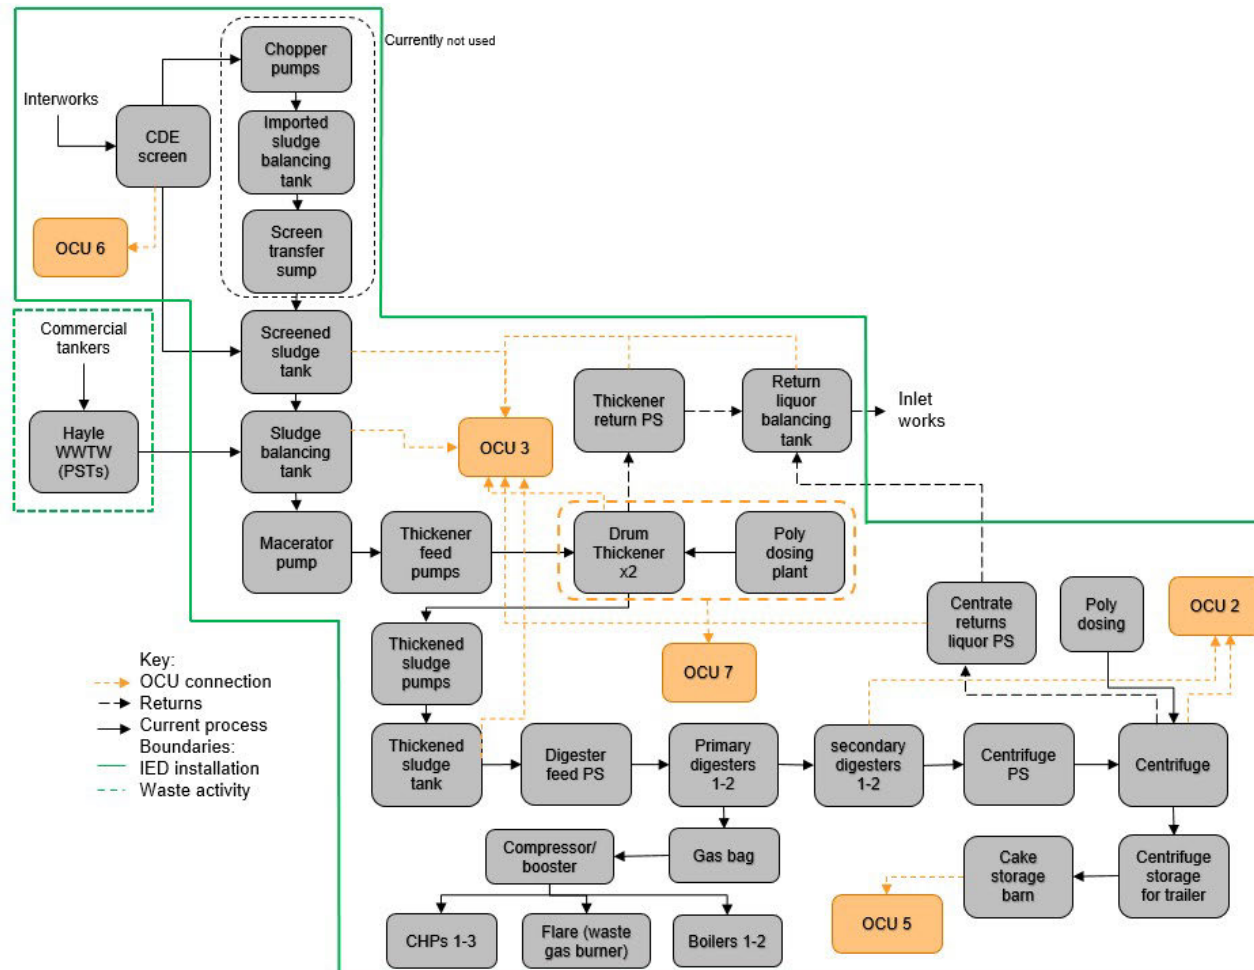 Chopper
pumps
Currently not used
Interworks
CDE
screen
Imported
sludge
balancing
tank
OCU 6
Screen
transfer
sump
Commercial
tankers
Screened
sludge
tank
Thickener
return PS
Return
liquor
balancing
tank
Inlet
works
Hayle
WWTW
(PSTs)
Sludge
balancing
tank
OCU 3
Macerator
pump
Thickener
feed
pumps
Drum
Thickener
x2
Poly
dosing
plant
Centrate
returns
liquor PS
Poly
dosing
OCU 2
Thickened
sludge
pumps
OCU 7
Key:
OCU connection
Returns
Current process
Boundaries:
IED installation
Waste activity
Thickened
sludge
tank
Digester
feed PS
Primary
digesters
1-2
secondary
digesters
1-2
Centrifuge
PS
Centrifuge
Compressor/
booster
Gas bag
Cake
storage
barn
Centrifuge
storage
for trailer
CHPs 1-3
Flare (waste
gas burner)
Boilers 1-2
OCU 5